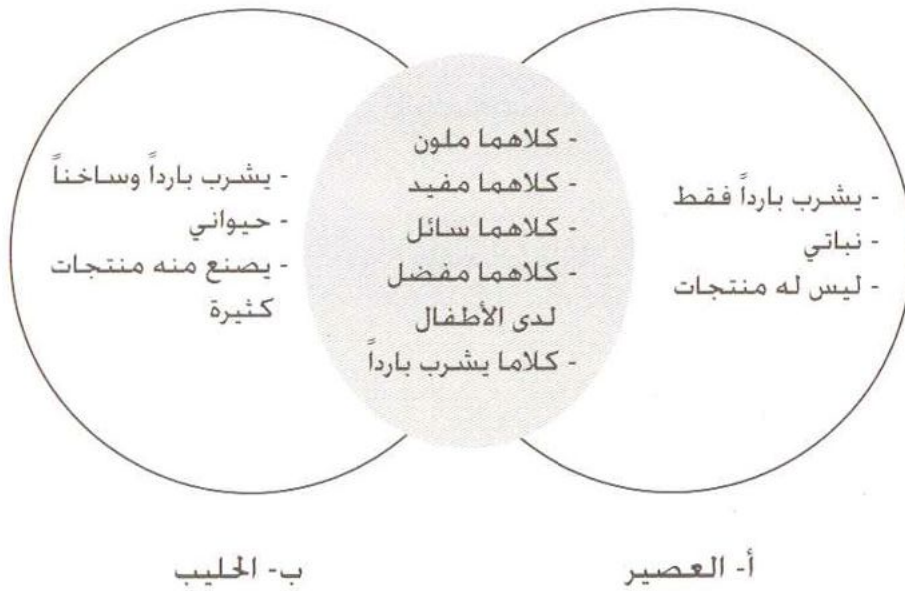 - يشرب بارداً فقط
- نباتي
- ليس له منتجات
- كلاهما ملون
- كلاهما مفيد
- كلاهما سائل
- كلاهما مفضل
لدى الأطفال
- كلاما يشرب بارداً
- يشرب بارداً وساخناً
- حيواني
- يصنع منه منتجات
كثيرة
أ- العصير
ب- الحليب